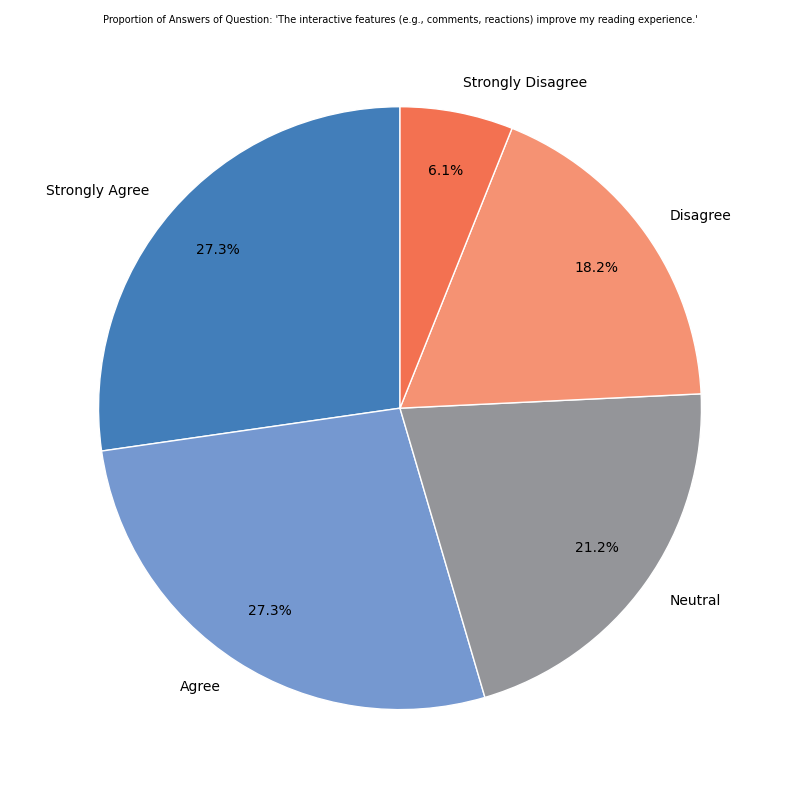 Proportion of Answers of Question: 'The interactive features (e.g., comments, reactions) improve my reading experience.'
Strongly Disagree
6.1%
Strongly Agree
27.3%
Disagree
18.2%
21.2%
Neutral
27.3%
Agree